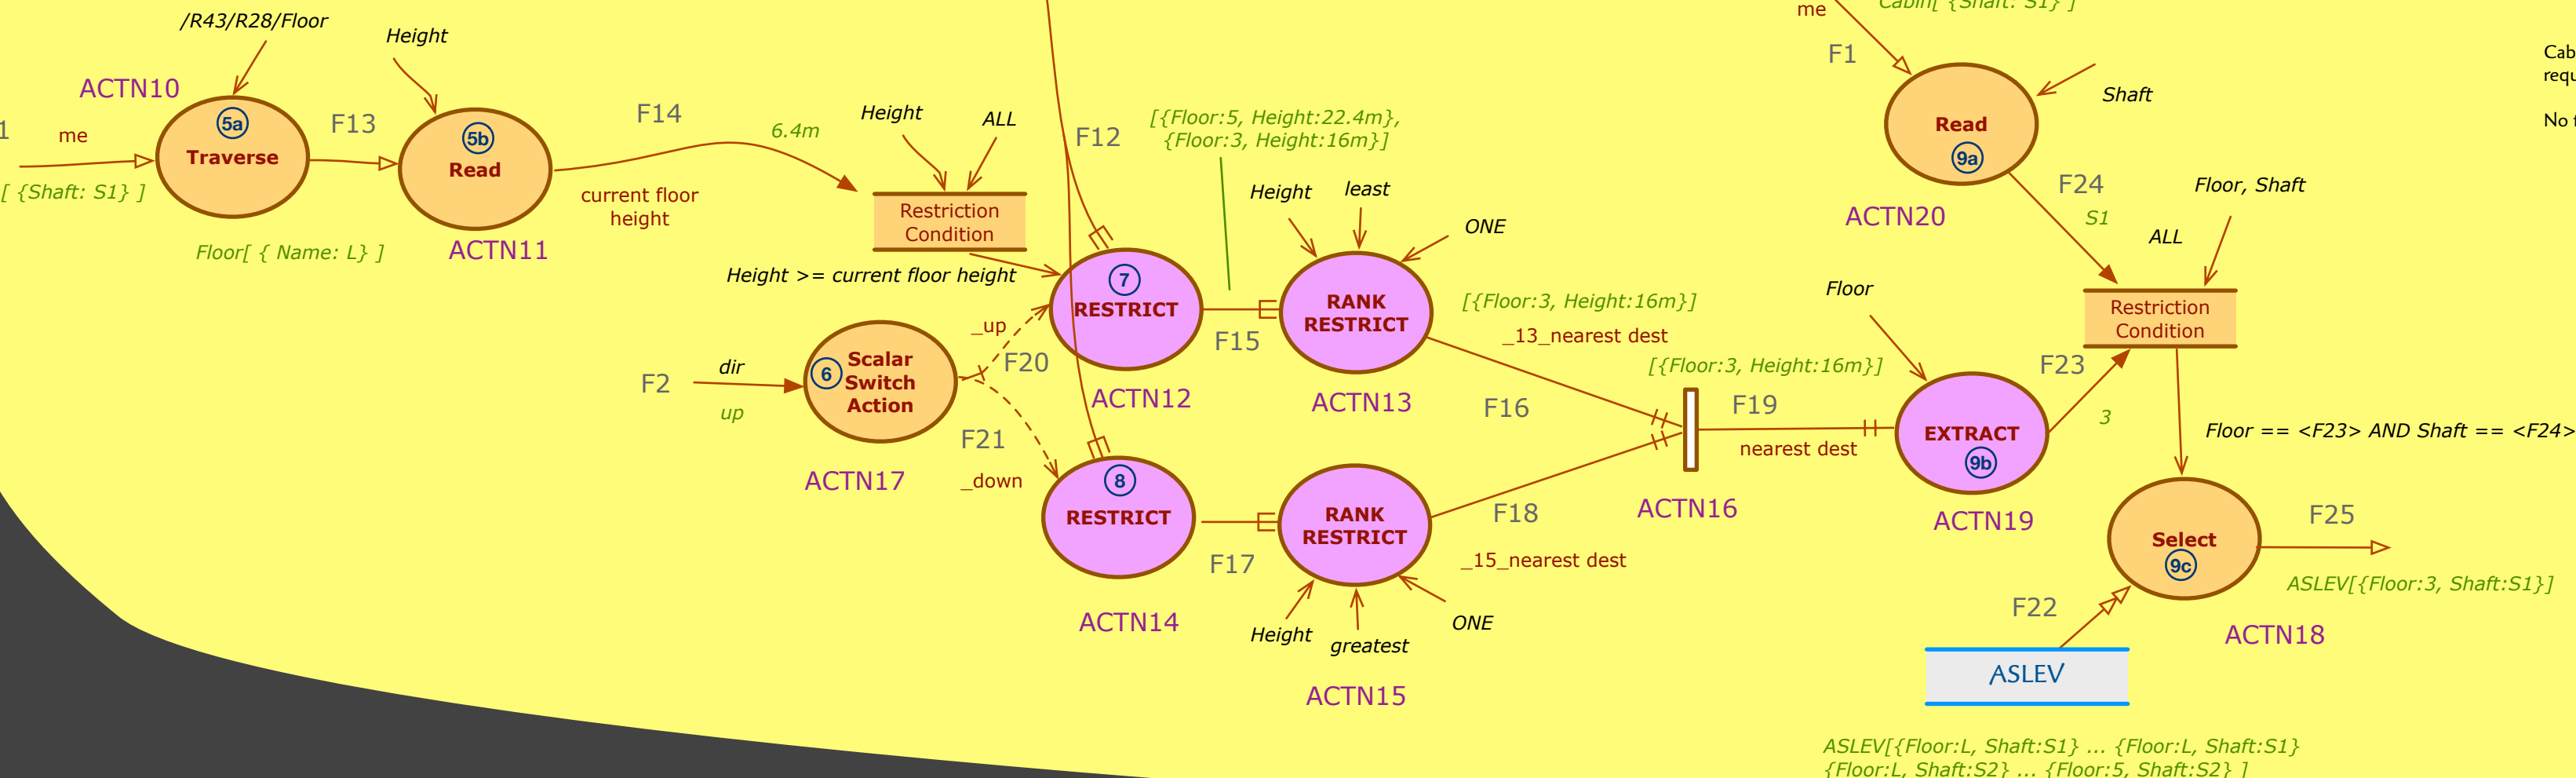 /R43/R28/Floor
Height
ACTN10
5a
Traverse
me
[ {Shaft: S1} ]
F13
5b
Read
ACTN11
Floor[ { Name: L} ]
F14
6.4m
current floor
height
Height
ALL
Restriction
Condition
Height >= current floor height
F12
[{Floor:5, Height:22.4m},
{Floor:3, Height:16m}]
7
RESTRICT
ACTN12
F15
Height
least
ONE
RANK
RESTRICT
ACTN13
F2
dir
up
6
Scalar
Switch
Action
ACTN17
_up
F20
F21
_down
8
RESTRICT
ACTN14
F17
RANK
RESTRICT
Height
greatest
ONE
ACTN15
[{Floor:3, Height:16m}]
_13_nearest dest
F16
F18
_15_nearest dest
ACTN16
[{Floor:3, Height:16m}]
F19
nearest dest
Floor
EXTRACT
9b
ACTN19
F23
3
me
Cabin[ {Shaft: S1} ]
F1
Read
9a
Shaft
ACTN20
F24
S1
Floor, Shaft
ALL
Restriction
Condition
Floor == <F23> AND Shaft == <F24>
Select
9c
F25
ASLEV[{Floor:3, Shaft:S1}]
ACTN18
F22
ASLEV
ASLEV[{Floor:L, Shaft:S1} ... {Floor:L, Shaft:S1}
{Floor:L, Shaft:S2} ... {Floor:5, Shaft:S2} ]
Cab
requ